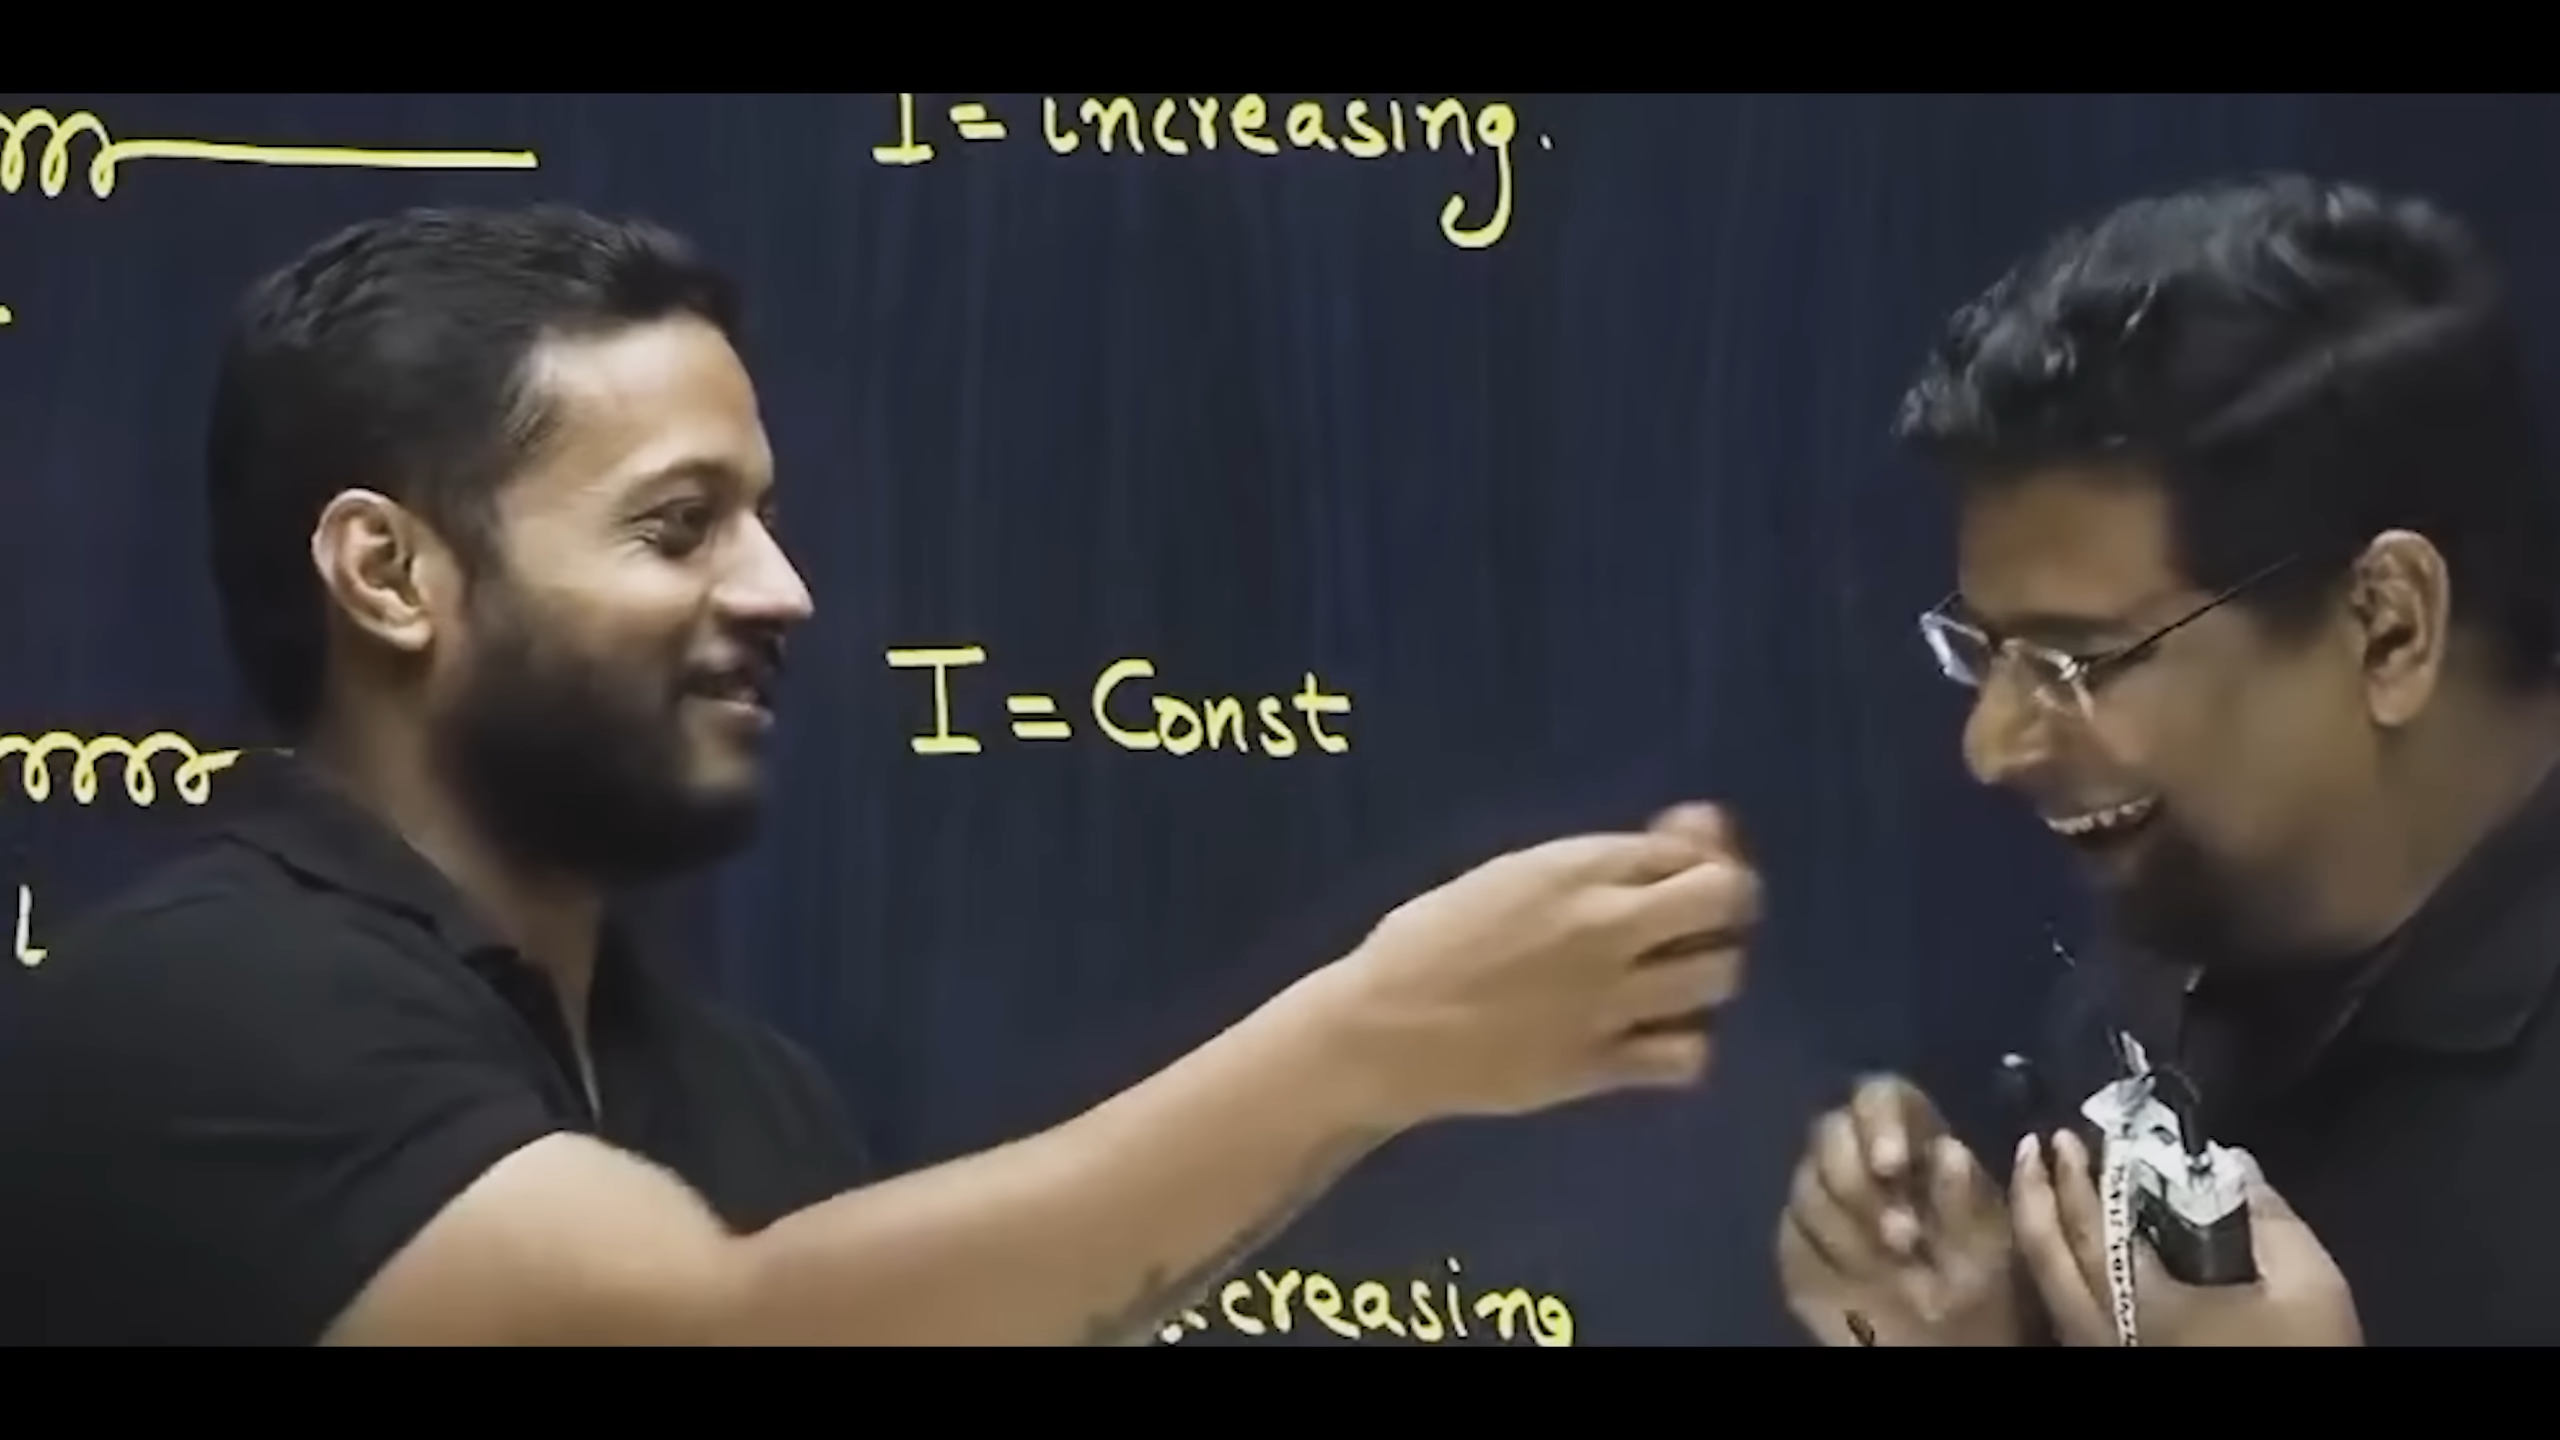 I = increasing.
I = Const
creasing